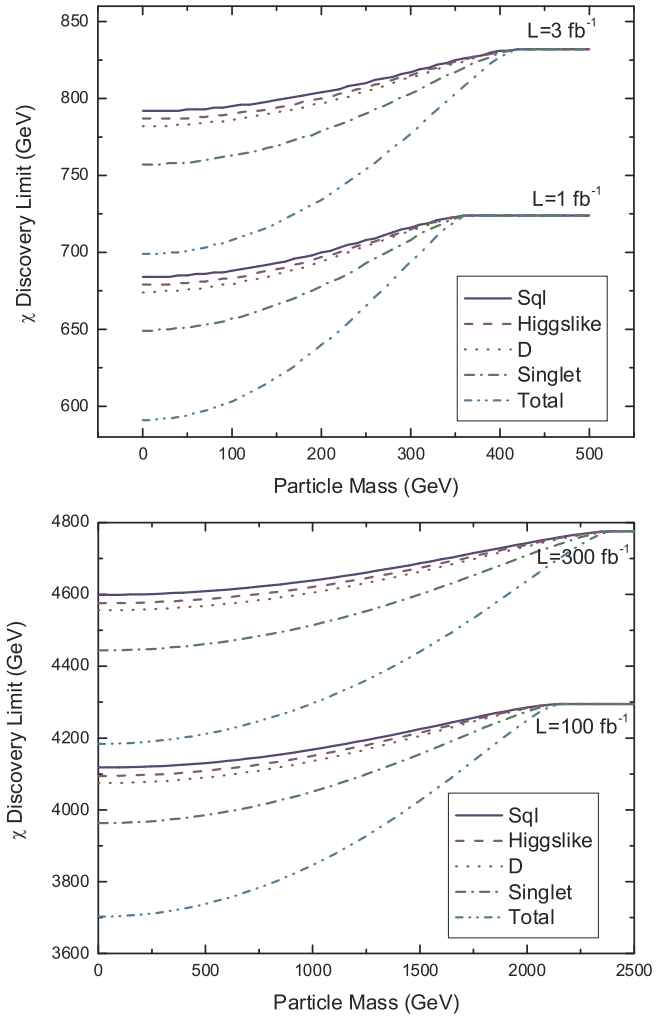 850
800
750
700
650
600
χ Discovery Limit (GeV)
L=3 fb⁻¹
L=1 fb⁻¹
Sql
Higgslike
D
Singlet
Total
0 100 200 300 400 500
Particle Mass (GeV)
4800
4600
4400
4200
4000
3800
3600
χ Discovery Limit (GeV)
L=300 fb⁻¹
L=100 fb⁻¹
Sql
Higgslike
D
Singlet
Total
0 500 1000 1500 2000 2500
Particle Mass (GeV)